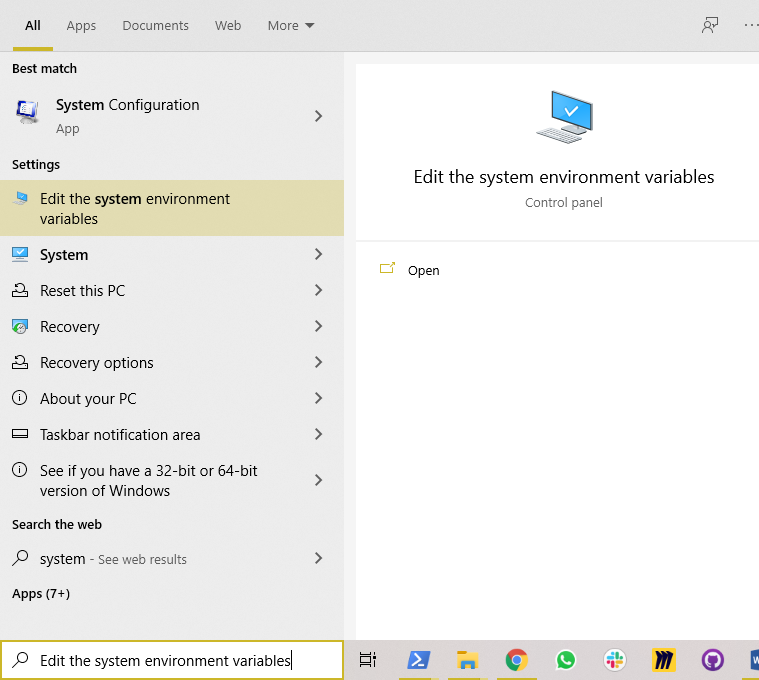 All Apps Documents Web More
Best match
System Configuration
App
Settings
Edit the system environment
variables
System
Reset this PC
Recovery
Recovery options
About your PC
Taskbar notification area
See if you have a 32-bit or 64-bit
version of Windows
Search the web
system - See web results
Apps (7+)
Edit the system environment variables
Control panel
Open
Edit the system environment variables
W